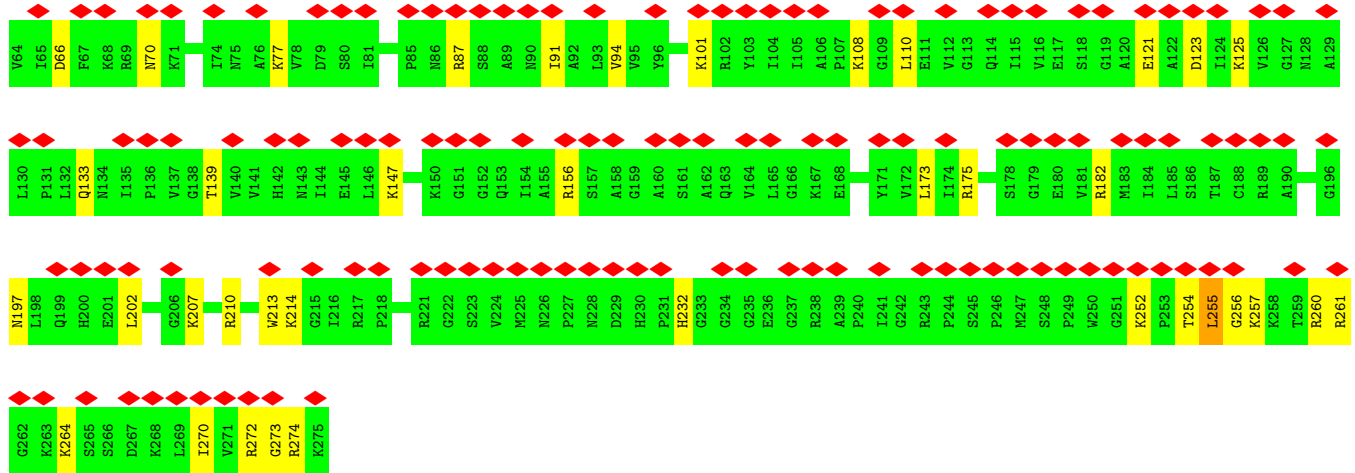 V64 I65 D66 F67 K68 R69 N70 K71 I74 N75 A76 K77 V78 D79 S80 I81 P85 N86 R87 S88 A89 N90 I91 A92 L93 V94 V95 Y96 K101 R102 Y103 I104 I105 A106 P107 K108 G109 L110 E111 V112 G113 Q114 I115 V116 E117 S118 G119 A120 E121 A122 D123 I124 K125 V126 G127 N128 A129
L130 P131 L132 Q133 N134 I135 P136 V137 G138 T139 V140 V141 H142 N143 I144 E145 L146 K147 K150 G151 G152 Q153 I154 A155 R156 S157 A158 G159 A160 S161 A162 Q163 V164 L165 G166 K167 E168 Y171 V172 L173 I174 R175 S178 G179 E180 V181 R182 M183 I184 L185 S186 T187 C188 R189 A190 G196
N197 L198 Q199 H200 E201 L202 G206 K207 R210 W213 K214 G215 I216 R217 P218 R221 G222 S223 V224 M225 N226 P227 N228 D229 H230 P231 H232 G233 G234 G235 E236 G237 R238 A239 P240 I241 G242 R243 P244 S245 P246 M247 S248 P249 W250 G251 K252 P253 T254 L255 G256 K257 K258 T259 R260 R261
G262 K263 K264 S265 S266 D267 K268 L269 I270 V271 R272 G273 R274 K275